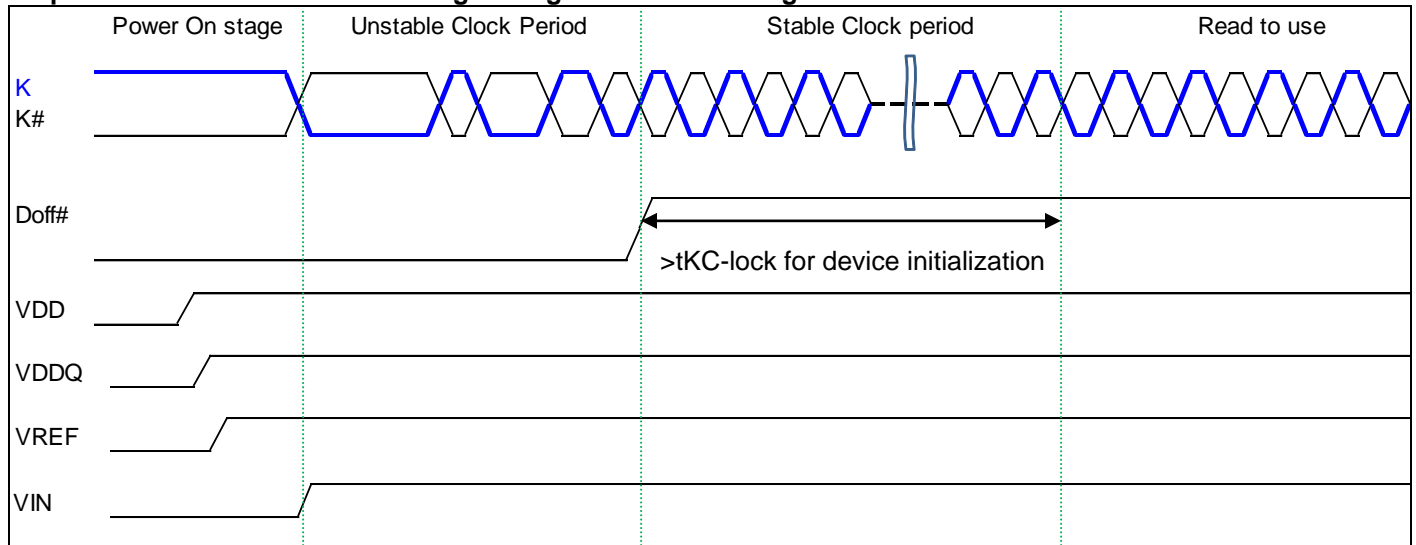 Power On stage
Unstable Clock Period
Stable Clock period
Read to use
K
K#
Doff#
>tKC-lock for device initialization
VDD
VDDQ
VREF
VIN